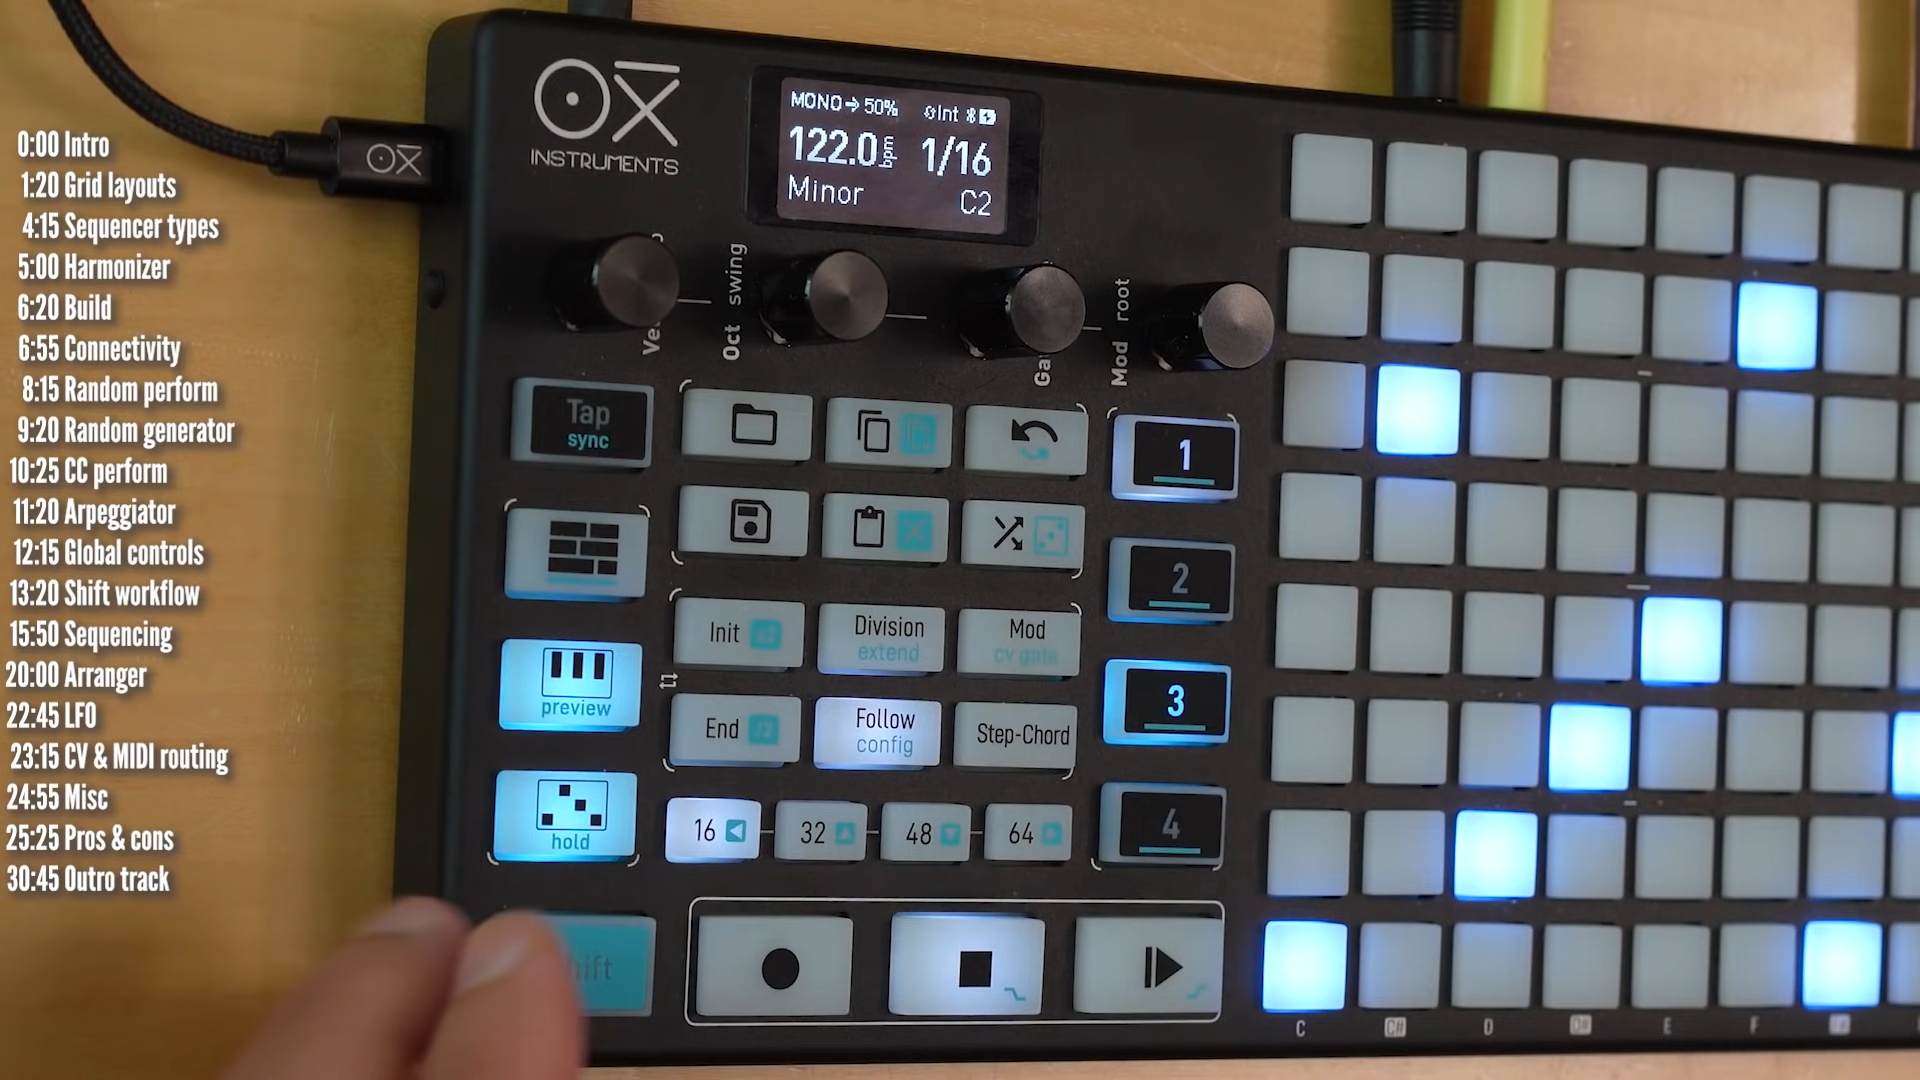 0:00 Intro
1:20 Grid layouts
4:15 Sequencer types
5:00 Harmonizer
6:20 Build
6:55 Connectivity
8:15 Random perform
9:20 Random generator
10:25 CC perform
11:20 Arpeggiator
12:15 Global controls
13:20 Shift workflow
15:50 Sequencing
20:00 Arranger
22:45 LFO
23:15 CV & MIDI routing
24:55 Misc
25:25 Pros & cons
30:45 Outro track
OX
OX
INSTRUMENTS
MONO→50% Int
122.0 bpm 1/16
Minor C2
Oct swing
Mod root
Tap
sync
1
2
Init x2
Division
extend
Mod
cv gate
preview
End /2
Follow
config
Step-Chord
3
hold
16
32
48
64
4
C C# D D# E F F#